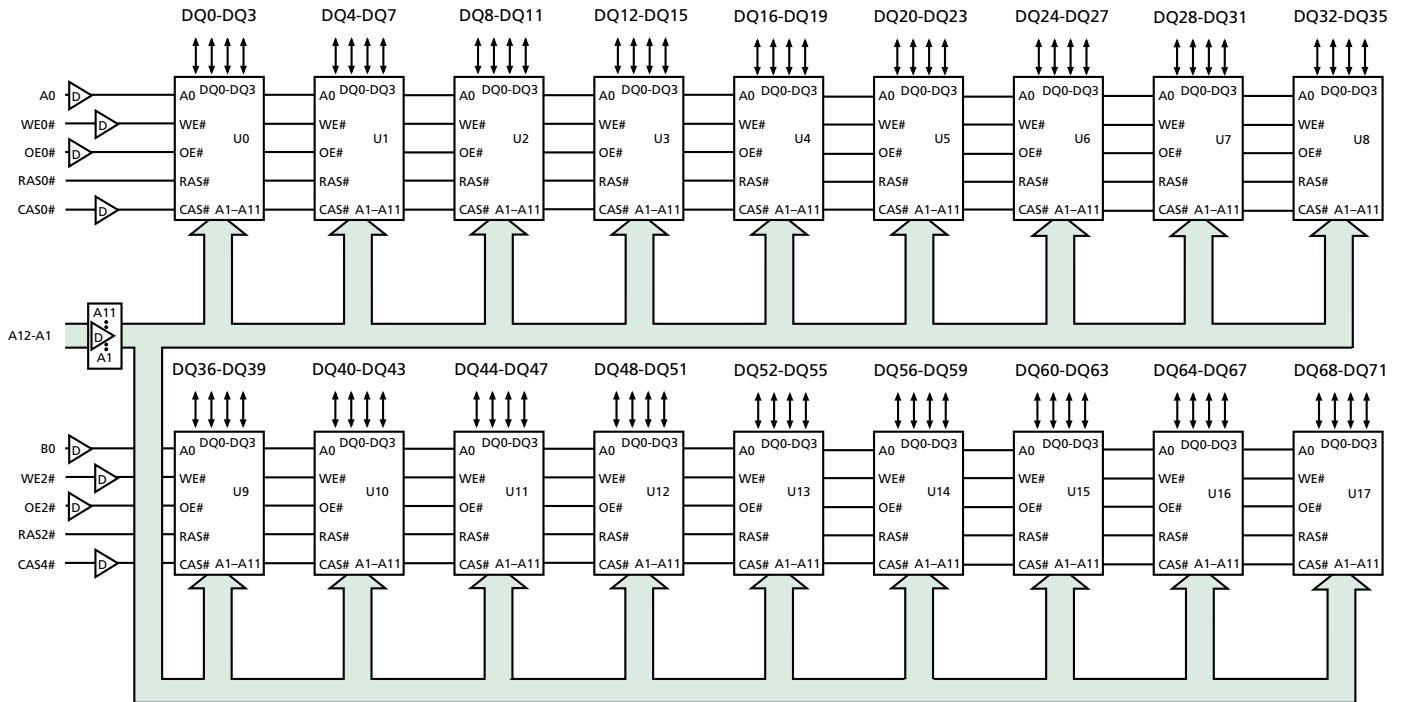 DQ0-DQ3 DQ4-DQ7 DQ8-DQ11 DQ12-DQ15 DQ16-DQ19 DQ20-DQ23 DQ24-DQ27 DQ28-DQ31 DQ32-DQ35
A0 D A0 DQ0-DQ3 A0 DQ0-DQ3 A0 DQ0-DQ3 A0 DQ0-DQ3 A0 DQ0-DQ3 A0 DQ0-DQ3 A0 DQ0-DQ3 A0 DQ0-DQ3 A0 DQ0-DQ3
WE0# D WE# WE# WE# WE# WE# WE# WE# WE# WE#
U0 U1 U2 U3 U4 U5 U6 U7 U8
OE0# D OE# OE# OE# OE# OE# OE# OE# OE# OE#
RAS0# RAS# RAS# RAS# RAS# RAS# RAS# RAS# RAS# RAS#
CAS0# D CAS# A1–A11 CAS# A1–A11 CAS# A1–A11 CAS# A1–A11 CAS# A1–A11 CAS# A1–A11 CAS# A1–A11 CAS# A1–A11 CAS# A1–A11
A11
A12-A1 D
A1
DQ36-DQ39 DQ40-DQ43 DQ44-DQ47 DQ48-DQ51 DQ52-DQ55 DQ56-DQ59 DQ60-DQ63 DQ64-DQ67 DQ68-DQ71
B0 D A0 DQ0-DQ3 A0 DQ0-DQ3 A0 DQ0-DQ3 A0 DQ0-DQ3 A0 DQ0-DQ3 A0 DQ0-DQ3 A0 DQ0-DQ3 A0 DQ0-DQ3 A0 DQ0-DQ3
WE2# D WE# WE# WE# WE# WE# WE# WE# WE# WE#
U9 U10 U11 U12 U13 U14 U15 U16 U17
OE2# D OE# OE# OE# OE# OE# OE# OE# OE# OE#
RAS2# RAS# RAS# RAS# RAS# RAS# RAS# RAS# RAS# RAS#
CAS4# D CAS# A1–A11 CAS# A1–A11 CAS# A1–A11 CAS# A1–A11 CAS# A1–A11 CAS# A1–A11 CAS# A1–A11 CAS# A1–A11 CAS# A1–A11